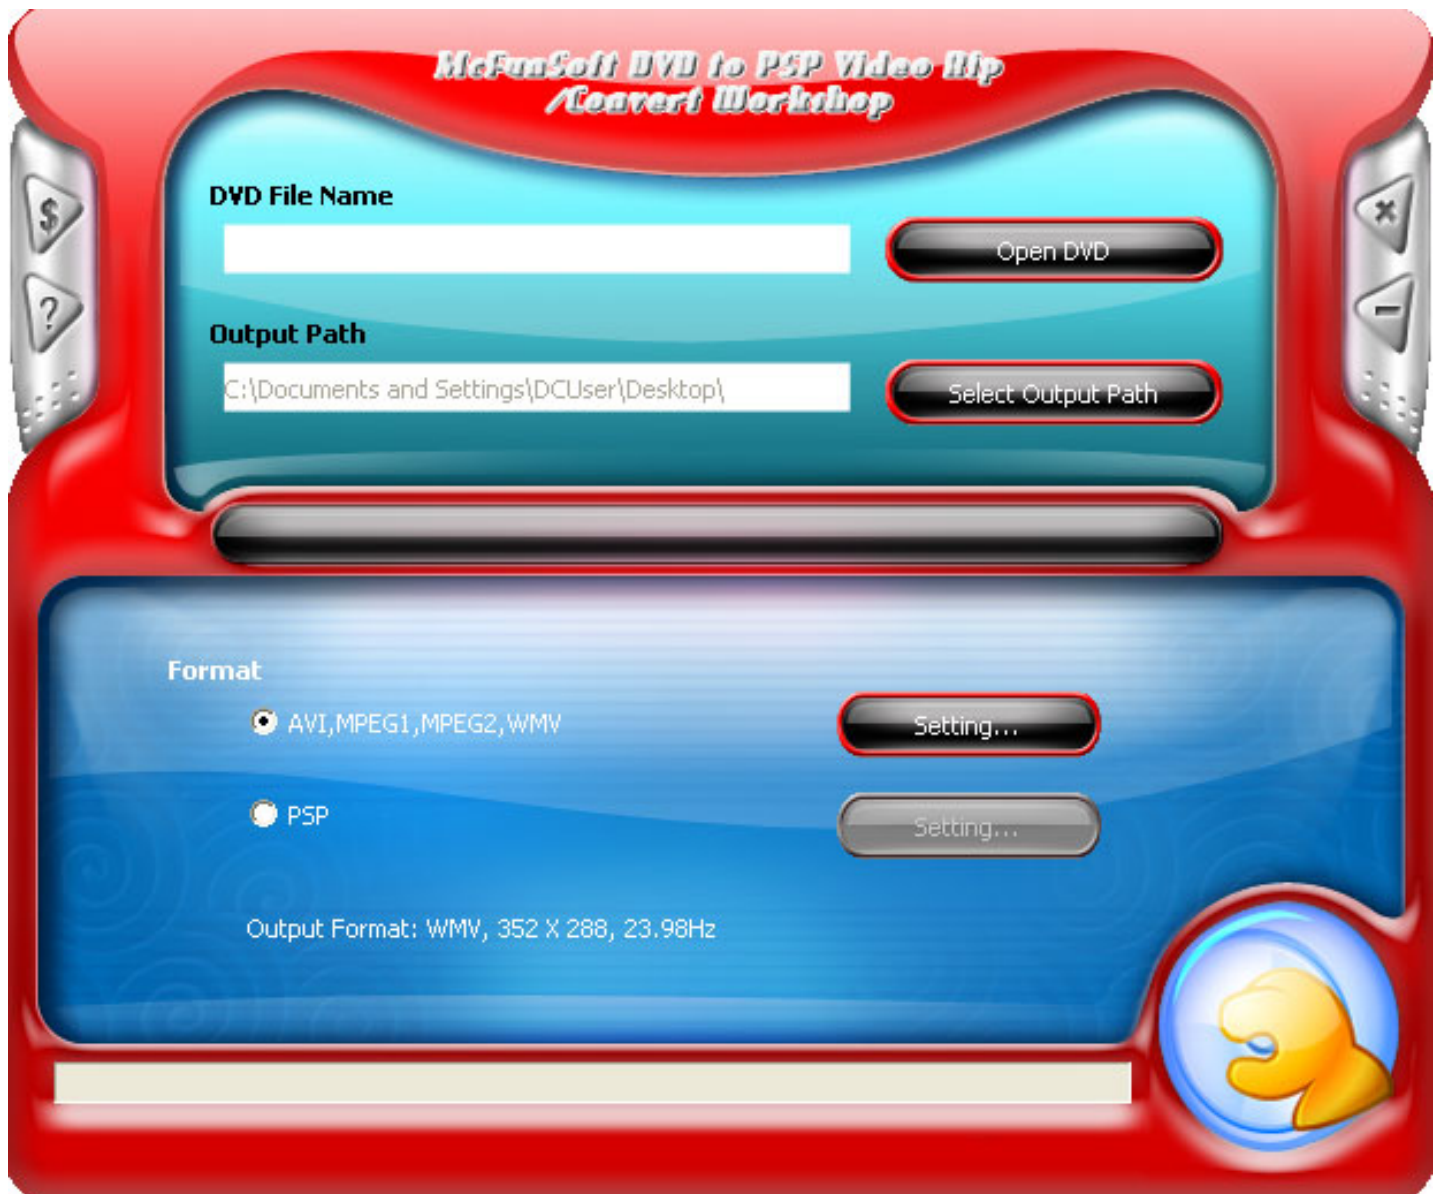 McFunSoft DVD to PSP Video Rip
/Convert Workshop
$
?
DVD File Name
Open DVD
Output Path
C:\Documents and Settings\DCUser\Desktop\
Select Output Path
Format
AVI,MPEG1,MPEG2,WMV
Setting...
PSP
Setting...
Output Format: WMV, 352 X 288, 23.98Hz